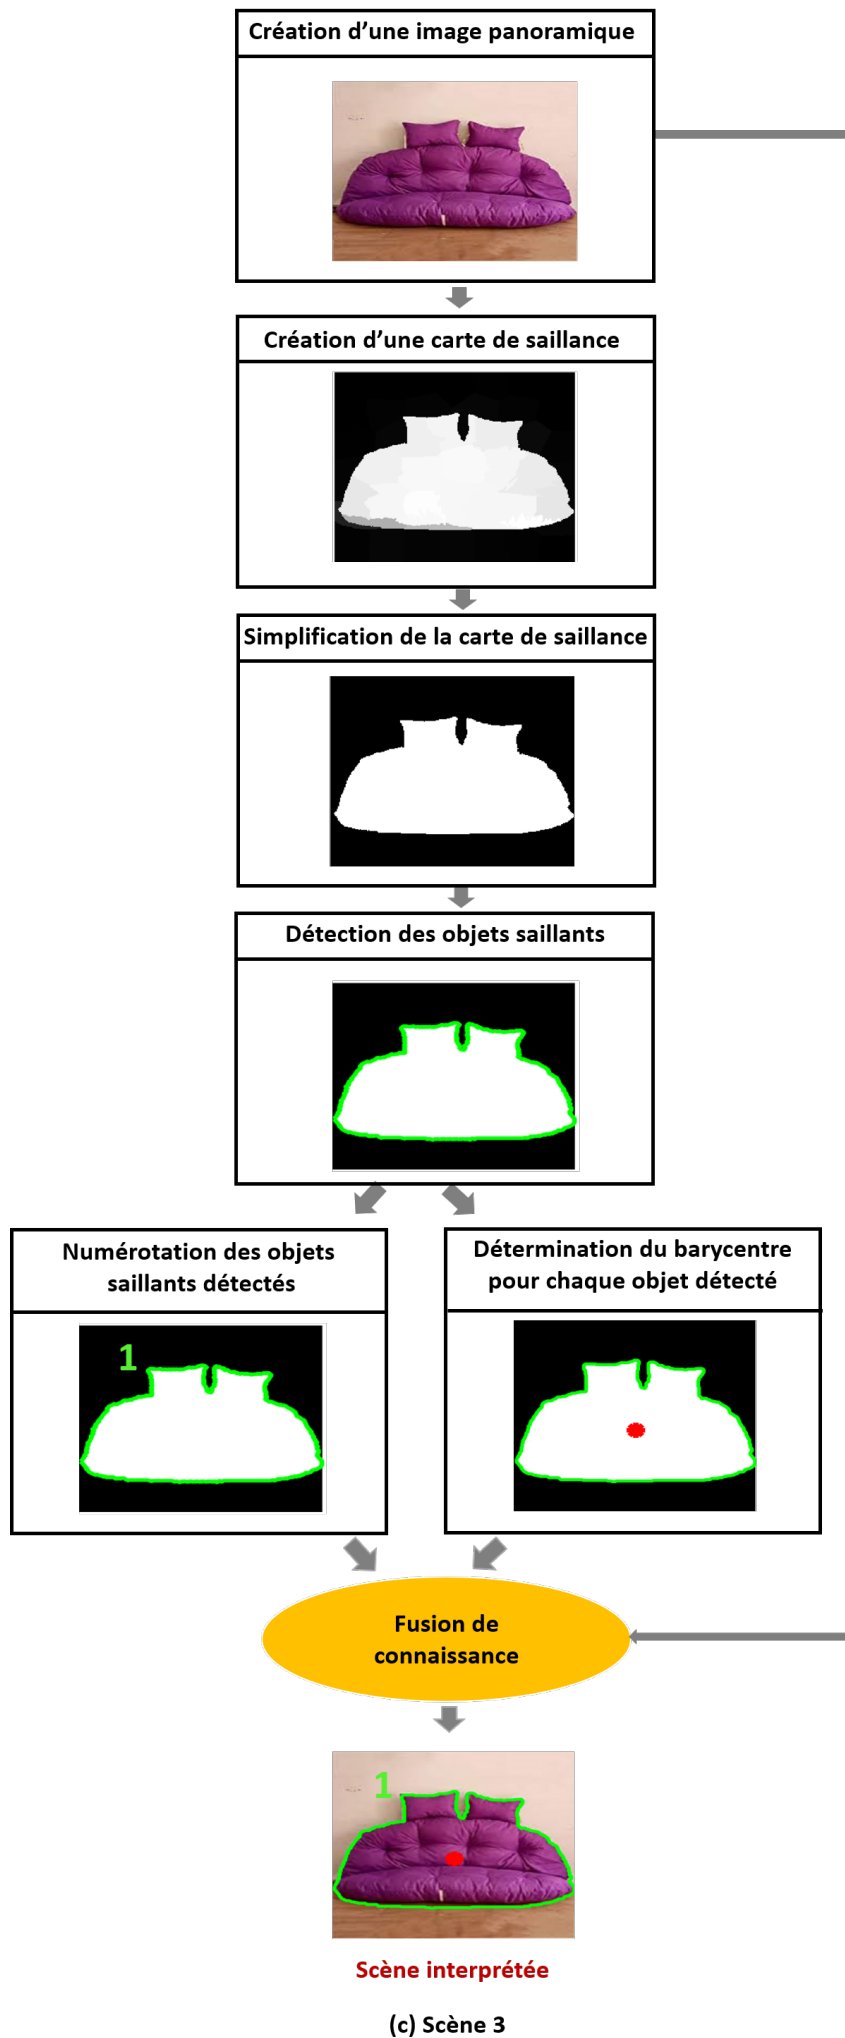 Création d’une image panoramique
Création d’une carte de saillance
Simplification de la carte de saillance
Détection des objets saillants
Numérotation des objets
saillants détectés
1
Détermination du barycentre
pour chaque objet détecté
Fusion de
connaissance
1
Scène interprétée
(c) Scène 3